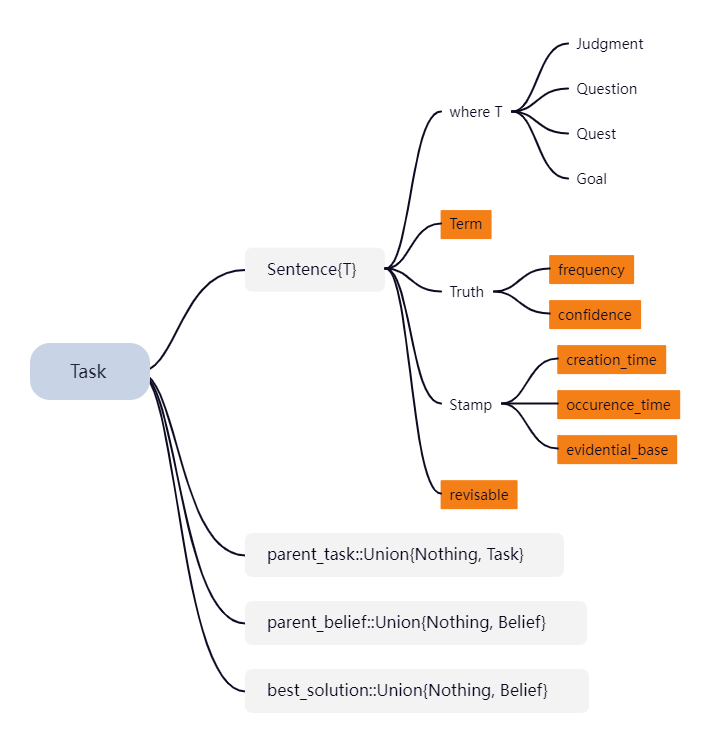 Task
Sentence{T}
where T
Judgment
Question
Quest
Goal
Term
Truth
frequency
confidence
Stamp
creation_time
occurence_time
evidential_base
revisable
parent_task::Union{Nothing, Task}
parent_belief::Union{Nothing, Belief}
best_solution::Union{Nothing, Belief}